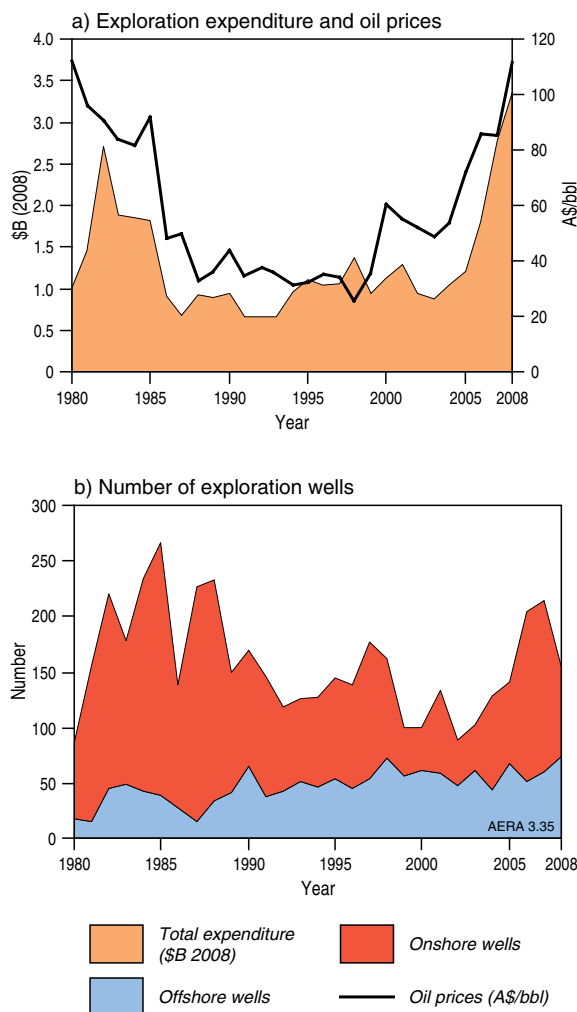 a) Exploration expenditure and oil prices
4.0 120
3.5
100
3.0
80
2.5
$B (2008) 2.0 60 A$/bbl
1.5
40
1.0
20
0.5
0 0
1980 1985 1990 1995 2000 2005 2008
Year
b) Number of exploration wells
300
250
200
Number 150
100
50
AERA 3.35
0
1980 1985 1990 1995 2000 2005 2008
Year
Total expenditure Onshore wells
($B 2008)
Offshore wells Oil prices (A$/bbl)